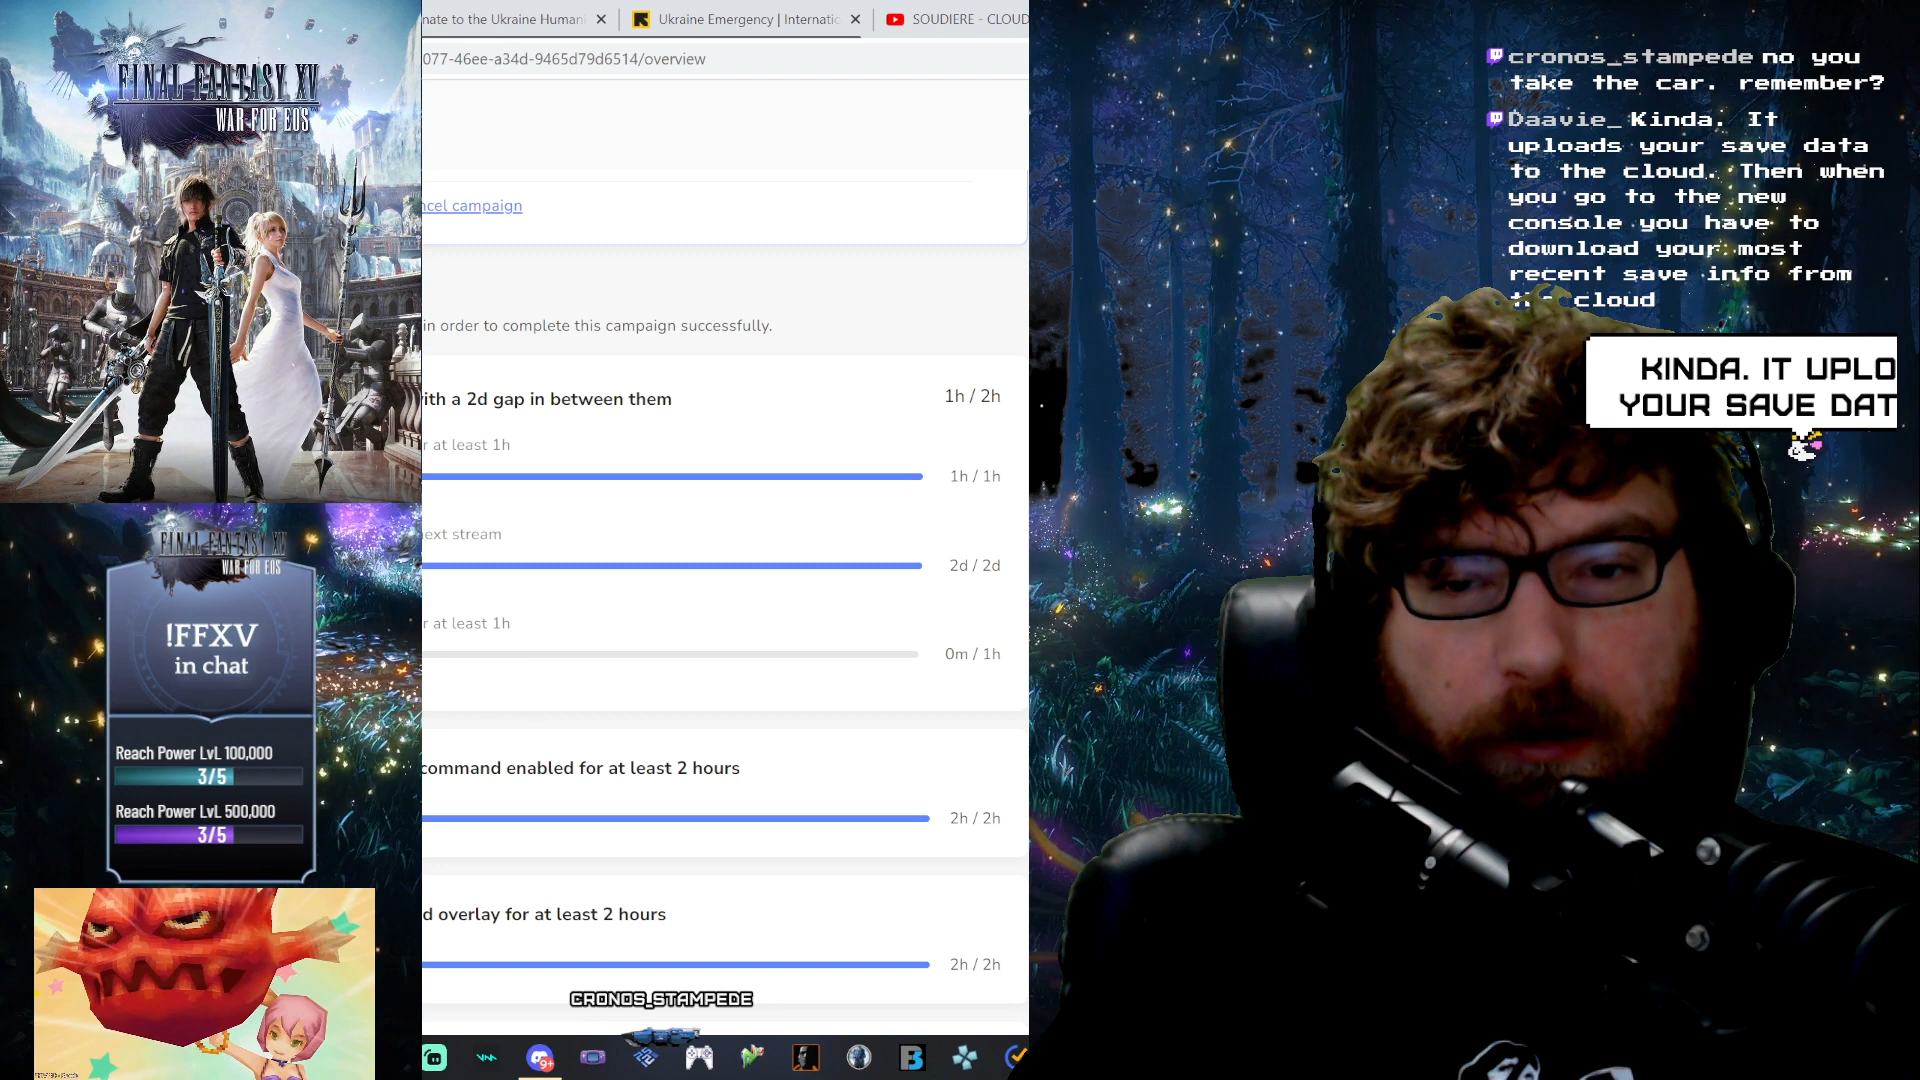 FINAL FANTASY XV
WAR FOR EOS
FINAL FANTASY XV
WAR FOR EOS
!FFXV
in chat
Reach Power LvL 100,000
3/5
Reach Power LvL 500,000
3/5
nate to the Ukraine Humani
Ukraine Emergency | Internatic
SOUDIERE - CLOUD
077-46ee-a34d-9465d79d6514/overview
ncel campaign
in order to complete this campaign successfully.
ith a 2d gap in between them
1h / 2h
r at least 1h
1h / 1h
ext stream
2d / 2d
r at least 1h
0m / 1h
command enabled for at least 2 hours
2h / 2h
d overlay for at least 2 hours
2h / 2h
CRONOS_STAMPEDE
9+
cronos_stampede no you
take the car. remember?
Daavie_ Kinda. It
uploads your save data
to the cloud. Then when
you go to the new
console you have to
download your most
recent save info from
the cloud
KINDA. IT UPLO
YOUR SAVE DAT